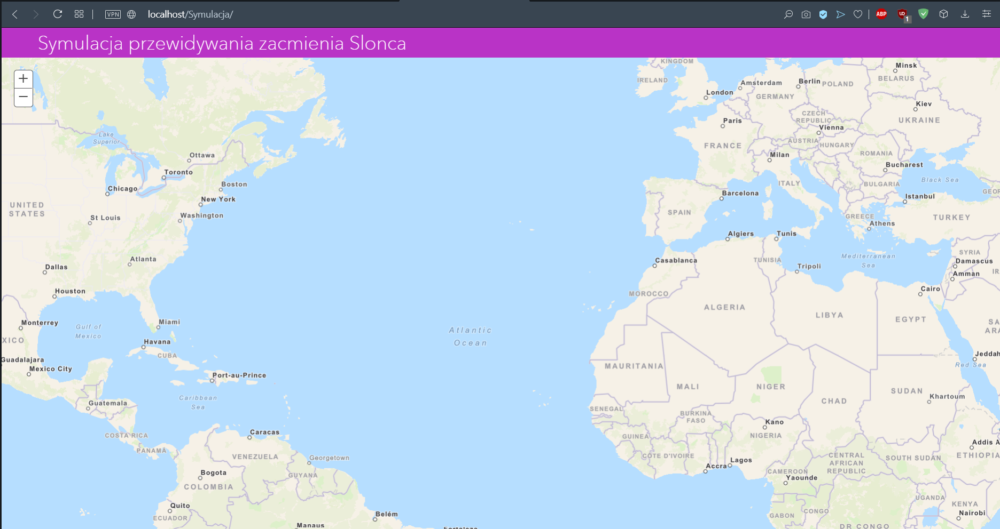 VPN
localhost/Symulacja/
ABP
1
Symulacja przewidywania zacmienia Slonca
+
−
KINGDOM
Minsk
IRELAND
BELARUS
Amsterdam
Berlin
POLAND
London
GERMANY
Kiev
CZECH
REPUBLIC
UKRAINE
Paris
Vienna
Lake
Superior
FRANCE
AUSTRIA
HUNGARY
Ottawa
Milan
ROMANIA
Toronto
Bucharest
Boston
ITALY
BULGARIA
Black Sea
Chicago
GEOR
New York
Barcelona
Istanbul
UNITED
STATES
Washington
SPAIN
GREECE
TURKEY
St Louis
Athens
Algiers
Tunis
SYRIA
Atlanta
Casablanca
TUNISIA
Mediterranean
Sea
Damascus
Dallas
Tripoli
IR
Amman
Houston
MOROCCO
Cairo
ALGERIA
LIBYA
EGYPT
Monterrey
Miami
Gulf of
Mexico
SA
ARA
Atlantic
Ocean
XICO
Havana
CUBA
Guadalajara
Jeddah
Mexico City
MAURITANIA
Red Sea
Port-au-Prince
MALI
NIGER
SUDAN
Caribbean
Sea
CHAD
Khartoum
Guatemala
SENEGAL
BURKINA
FASO
Kano
COSTA RICA
Caracas
GUINEA
NIGERIA
PANAMÁ
Addis A
VENEZUELA
Georgetown
CÔTE D'IVOIRE
Lagos
CENTRAL
AFRICAN
REPUBLIC
SOUTH SUDAN
ETHIOPIA
Accra
Bogota
GUYANA
CAMEROON
Yaounde
COLOMBIA
UGANDA
Quito
KENYA
ECUADOR
Belém
GABON
CONGO
Nairobi
Manaus
Fortaleza
DR CONGO